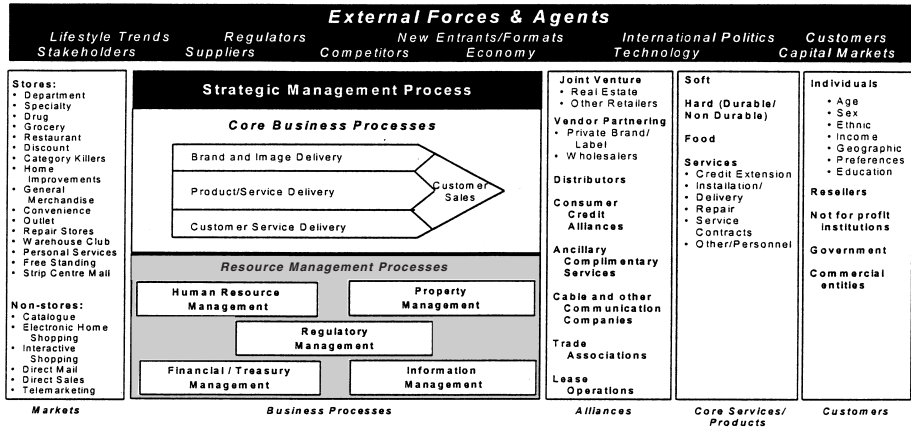 External Forces & Agents
Lifestyle Trends Regulators New Entrants/Formats International Politics Customers
Stakeholders Suppliers Competitors Economy Technology Capital Markets
Stores:
• Department
• Specialty
• Drug
• Grocery
• Restaurant
• Discount
• Category Killers
• Home
Improvements
• General
Merchandise
• Convenience
• Outlet
• Repair Stores
• Warehouse Club
• Personal Services
• Free Standing
• Strip Centre Mall
Non-stores:
• Catalogue
• Electronic Home
Shopping
• Interactive
Shopping
• Direct Mail
• Direct Sales
• Telemarketing
Markets
Strategic Management Process
Core Business Processes
Brand and Image Delivery
Product/Service Delivery
Customer Service Delivery
Customer
Sales
Resource Management Processes
Human Resource
Management
Property
Management
Regulatory
Management
Financial / Treasury
Management
Information
Management
Business Processes
Joint Venture
• Real Estate
• Other Retailers
Vendor Partnering
• Private Brand/
Label
• Wholesalers
Distributors
Consumer
Credit
Alliances
Ancillary
Complimentary
Services
Cable and other
Communication
Companies
Trade
Associations
Lease
Operations
Alliances
Soft
Hard (Durable/
Non Durable)
Food
Services
• Credit Extension
• Installation/
• Delivery
• Repair
• Service
Contracts
• Other/Personnel
Core Services/
Products
Individuals
• Age
• Sex
• Ethnic
• Income
• Geographic
• Preferences
• Education
Resellers
Not for profit
Institutions
Government
Commercial
entities
Customers